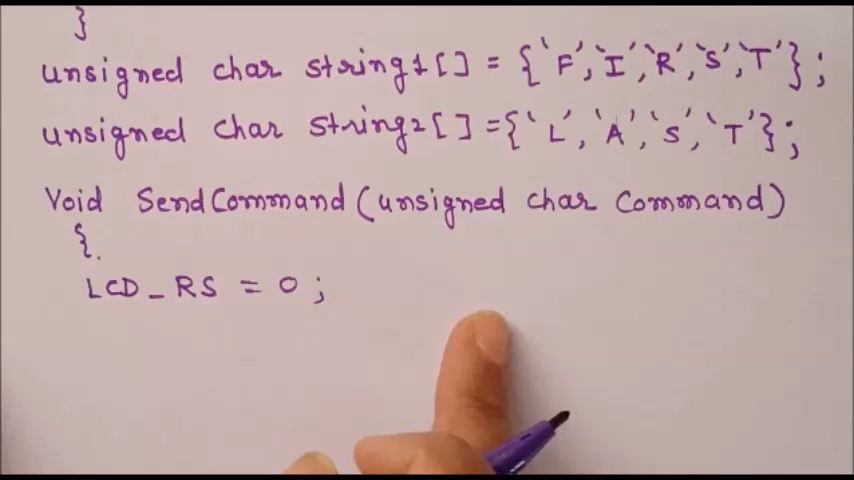 }
unsigned char string1[] = {'F','I','R','S','T'};
unsigned char string2[] ={'L','A','S','T'};
Void SendCommand(unsigned char Command)
{
LCD_RS = 0 ;